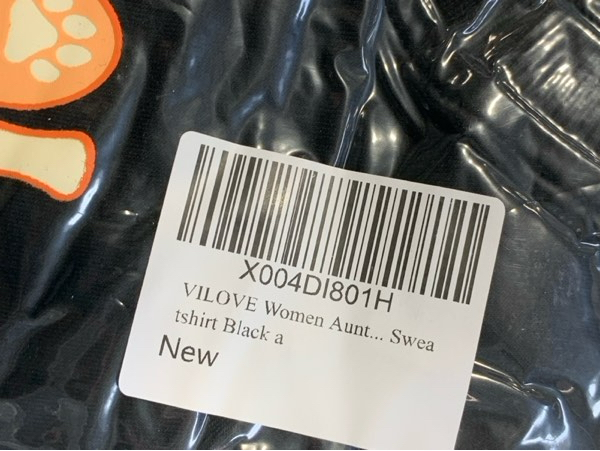 X004DI801H
VILOVE Women Aunt... Swea
tshirt Black a
New